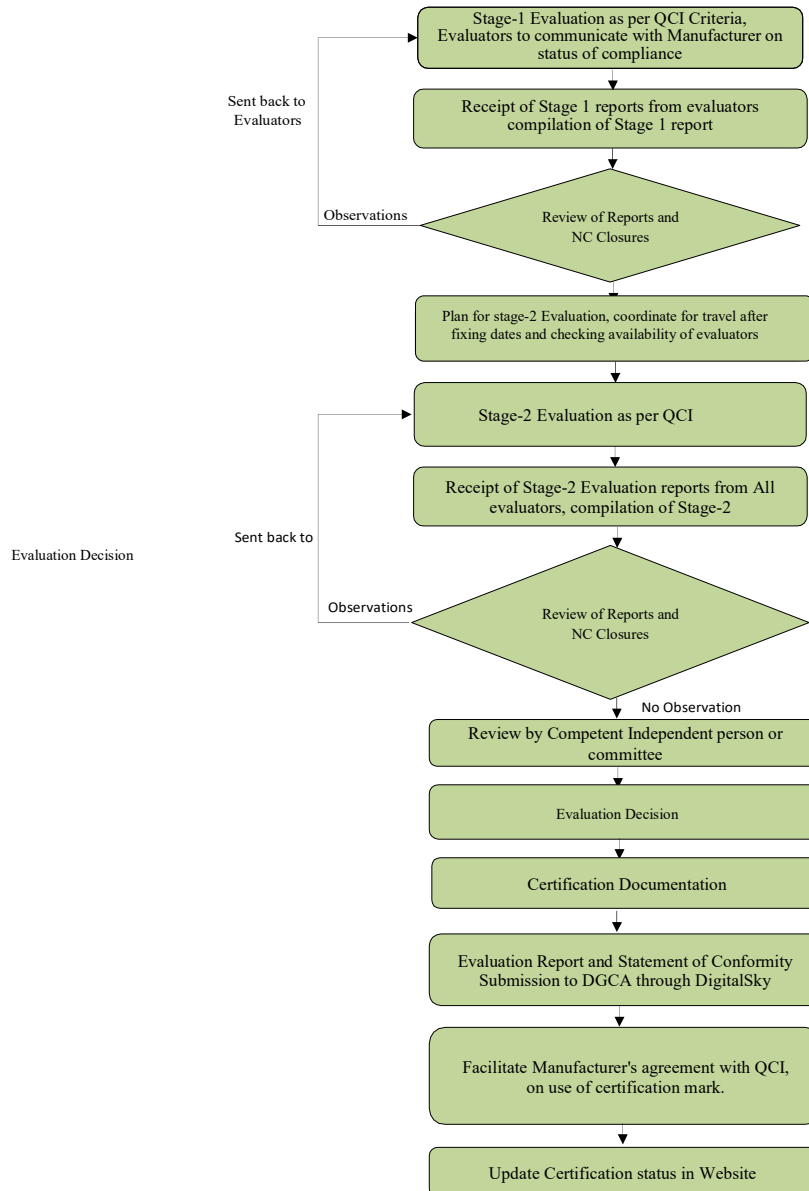 Stage-1 Evaluation as per QCI Criteria,
Evaluators to communicate with Manufacturer on
status of compliance
Sent back to
Evaluators
Receipt of Stage 1 reports from evaluators
compilation of Stage 1 report
Observations
Review of Reports and
NC Closures
Plan for stage-2 Evaluation, coordinate for travel after
fixing dates and checking availability of evaluators
Stage-2 Evaluation as per QCI
Receipt of Stage-2 Evaluation reports from All
evaluators, compilation of Stage-2
Sent back to
Evaluation Decision
Observations
Review of Reports and
NC Closures
No Observation
Review by Competent Independent person or
committee
Evaluation Decision
Certification Documentation
Evaluation Report and Statement of Conformity
Submission to DGCA through DigitalSky
Facilitate Manufacturer's agreement with QCI,
on use of certification mark.
Update Certification status in Website